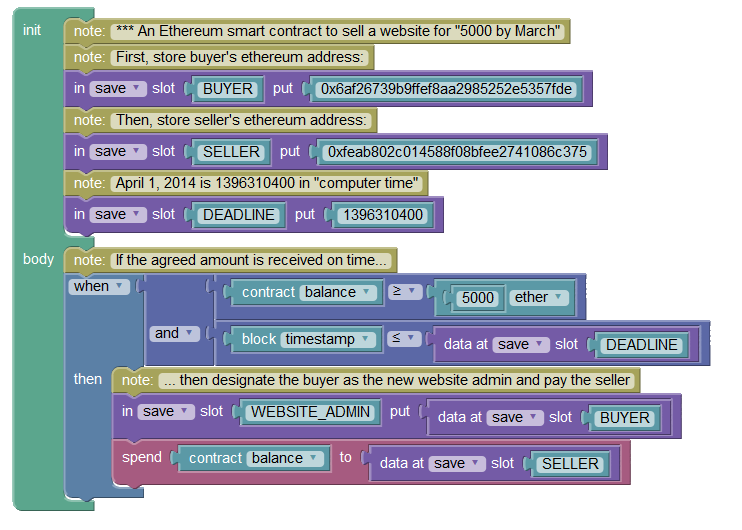 init
note: *** An Ethereum smart contract to sell a website for "5000 by March"
note: First, store buyer's ethereum address:
in save slot BUYER put 0x6af26739b9ffef8aa2985252e5357fde
note: Then, store seller's ethereum address:
in save slot SELLER put 0xfeab802c014588f08bfee2741086c375
note: April 1, 2014 is 1396310400 in "computer time"
in save slot DEADLINE put 1396310400
body
note: If the agreed amount is received on time...
when contract balance ≥ 5000 ether
and block timestamp ≤ data at save slot DEADLINE
then
note: ... then designate the buyer as the new website admin and pay the seller
in save slot WEBSITE_ADMIN put data at save slot BUYER
spend contract balance to data at save slot SELLER